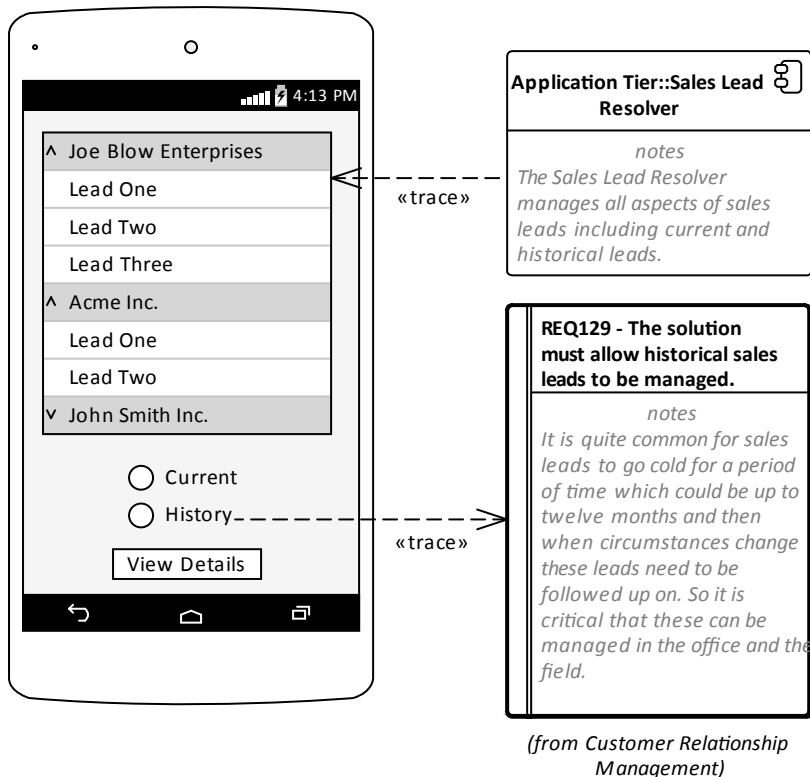 4:13 PM
^ Joe Blow Enterprises
Lead One
Lead Two
Lead Three
^ Acme Inc.
Lead One
Lead Two
v John Smith Inc.
Current
History
View Details
«trace»
«trace»
Application Tier::Sales Lead
Resolver
notes
The Sales Lead Resolver
manages all aspects of sales
leads including current and
historical leads.
REQ129 - The solution
must allow historical sales
leads to be managed.
notes
It is quite common for sales
leads to go cold for a period
of time which could be up to
twelve months and then
when circumstances change
these leads need to be
followed up on. So it is
critical that these can be
managed in the office and the
field.
(from Customer Relationship
Management)